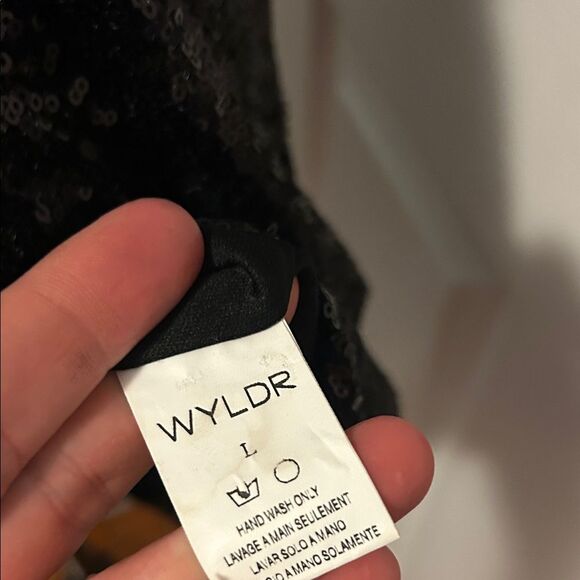 WYLDR
L
HAND WASH ONLY
LAVAGE A MAIN SEULEMENT
LAVAR SOLO A MANO
A MANO SOLAMENTE